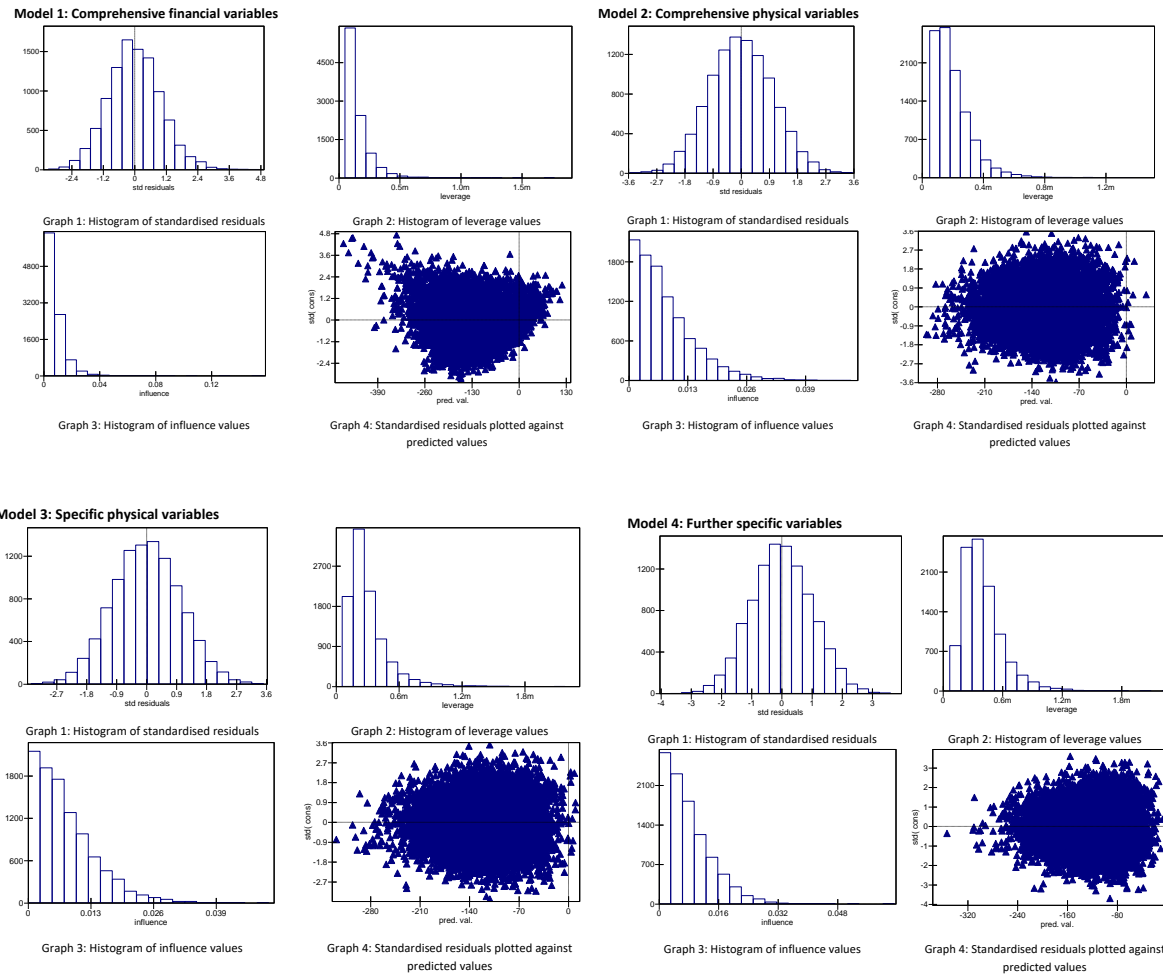 Model 1: Comprehensive financial variables
1500
1000
500
0
-2.4 -1.2 0 1.2 2.4 3.6 4.8
std residuals
Graph 1: Histogram of standardised residuals
4500
3000
1500
0
0 0.5m 1.0m 1.5m
leverage
Graph 2: Histogram of leverage values
4800
3200
1600
0
0 0.04 0.08 0.12
influence
Graph 3: Histogram of influence values
4.8
3.6
2.4
1.2
0
-1.2
-2.4
std( cons)
-390 -260 -130 0 130
pred. val.
Graph 4: Standardised residuals plotted against
predicted values
Model 2: Comprehensive physical variables
1200
800
400
0
-3.6 -2.7 -1.8 -0.9 0 0.9 1.8 2.7 3.6
std residuals
Graph 1: Histogram of standardised residuals
2100
1400
700
0
0 0.4m 0.8m 1.2m
leverage
Graph 2: Histogram of leverage values
1800
1200
600
0
0 0.013 0.026 0.039
influence
Graph 3: Histogram of influence values
3.6
2.7
1.8
0.9
0
-0.9
-1.8
-2.7
-3.6
std( cons)
-280 -210 -140 -70 0
pred. val.
Graph 4: Standardised residuals plotted against
predicted values
Model 3: Specific physical variables
1200
800
400
0
-2.7 -1.8 -0.9 0 0.9 1.8 2.7 3.6
std residuals
Graph 1: Histogram of standardised residuals
2700
1800
900
0
0 0.6m 1.2m 1.8m
leverage
Graph 2: Histogram of leverage values
1800
1200
600
0
0 0.013 0.026 0.039
influence
Graph 3: Histogram of influence values
3.6
2.7
1.8
0.9
0
-0.9
-1.8
-2.7
std( cons)
-280 -210 -140 -70 0
pred. val.
Graph 4: Standardised residuals plotted against
predicted values
Model 4: Further specific variables
1200
800
400
0
-4 -3 -2 -1 0 1 2 3
std residuals
Graph 1: Histogram of standardised residuals
2100
1400
700
0
0 0.6m 1.2m 1.8m
leverage
Graph 2: Histogram of leverage values
2100
1400
700
0
0 0.016 0.032 0.048
influence
Graph 3: Histogram of influence values
3
2
1
0
-1
-2
-3
-4
std( cons)
-320 -240 -160 -80
pred. val.
Graph 4: Standardised residuals plotted against
predicted values